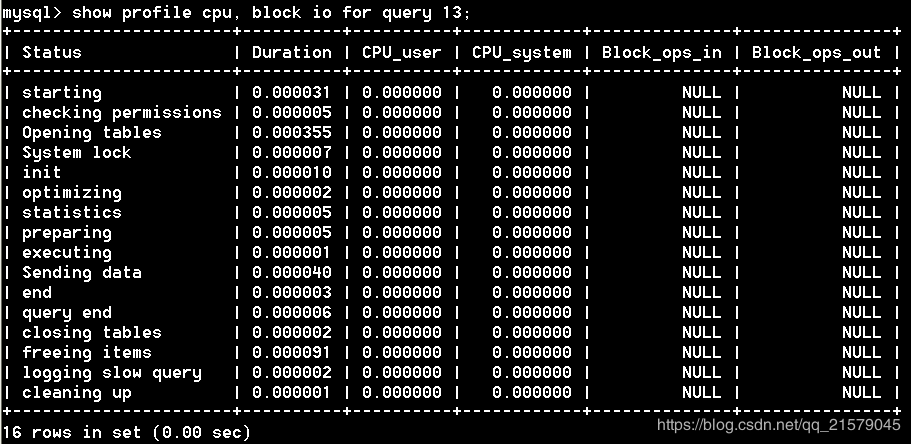 mysql> show profile cpu, block io for query 13;
+----------------------+----------+----------+------------+--------------+---------------+
| Status               | Duration | CPU_user | CPU_system | Block_ops_in | Block_ops_out |
+----------------------+----------+----------+------------+--------------+---------------+
| starting             | 0.000031 | 0.000000 |   0.000000 |         NULL |          NULL |
| checking permissions | 0.000005 | 0.000000 |   0.000000 |         NULL |          NULL |
| Opening tables       | 0.000355 | 0.000000 |   0.000000 |         NULL |          NULL |
| System lock          | 0.000007 | 0.000000 |   0.000000 |         NULL |          NULL |
| init                 | 0.000010 | 0.000000 |   0.000000 |         NULL |          NULL |
| optimizing           | 0.000002 | 0.000000 |   0.000000 |         NULL |          NULL |
| statistics           | 0.000005 | 0.000000 |   0.000000 |         NULL |          NULL |
| preparing            | 0.000005 | 0.000000 |   0.000000 |         NULL |          NULL |
| executing            | 0.000001 | 0.000000 |   0.000000 |         NULL |          NULL |
| Sending data         | 0.000040 | 0.000000 |   0.000000 |         NULL |          NULL |
| end                  | 0.000003 | 0.000000 |   0.000000 |         NULL |          NULL |
| query end            | 0.000006 | 0.000000 |   0.000000 |         NULL |          NULL |
| closing tables       | 0.000002 | 0.000000 |   0.000000 |         NULL |          NULL |
| freeing items        | 0.000091 | 0.000000 |   0.000000 |         NULL |          NULL |
| logging slow query   | 0.000002 | 0.000000 |   0.000000 |         NULL |          NULL |
| cleaning up          | 0.000001 | 0.000000 |   0.000000 |         NULL |          NULL |
+----------------------+----------+----------+------------+--------------+---------------+
16 rows in set (0.00 sec)
https://blog.csdn.net/qq_21579045